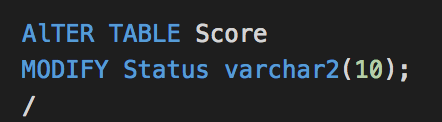 AlTER TABLE Score
MODIFY Status varchar2(10);
/